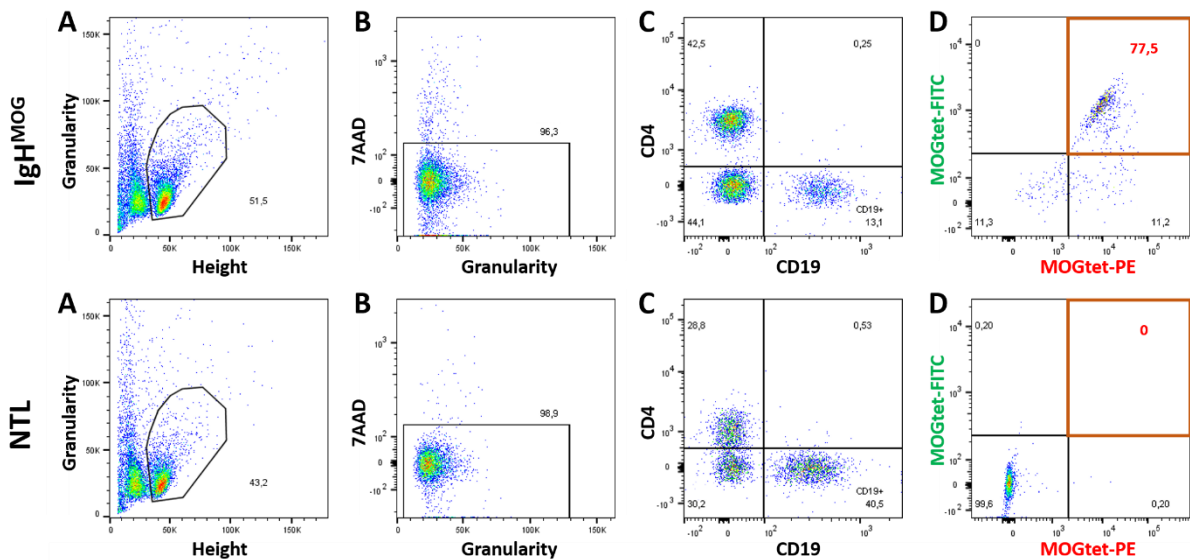 A
B
C
D
IgH^MOG
Granularity
150K
100K
50K
0
51,5
0
50K
100K
150K
Height
7AAD
10^3
10^2
0
-10^2
96,3
0
50K
100K
150K
Granularity
CD4
10^5
10^4
10^3
0
-10^3
42,5
0,25
44,1
CD19+
13,1
-10^2
0
10^2
10^3
CD19
MOGtet-FITC
10^4
10^3
10^2
0
-10^2
0
77,5
11,3
11,2
0
10^3
10^4
10^5
MOGtet-PE
A
B
C
D
NTL
Granularity
150K
100K
50K
0
43,2
0
50K
100K
150K
Height
7AAD
10^3
10^2
0
-10^2
98,9
0
50K
100K
150K
Granularity
CD4
10^5
10^4
10^3
0
-10^3
28,8
0,53
30,2
CD19+
40,5
-10^2
0
10^2
10^3
CD19
MOGtet-FITC
10^4
10^3
10^2
0
-10^2
0,20
0
99,6
0,20
0
10^3
10^4
10^5
MOGtet-PE